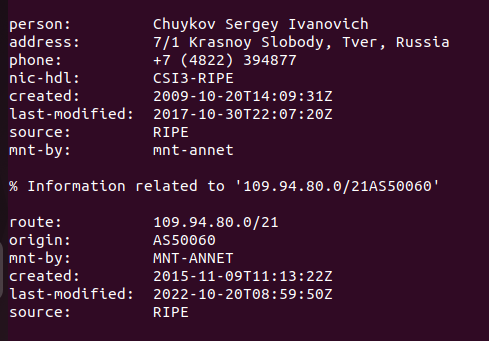 person:         Chuykov Sergey Ivanovich
address:        7/1 Krasnoy Slobody, Tver, Russia
phone:          +7 (4822) 394877
nic-hdl:        CSI3-RIPE
created:        2009-10-20T14:09:31Z
last-modified:  2017-10-30T22:07:20Z
source:         RIPE
mnt-by:         mnt-annet

% Information related to '109.94.80.0/21AS50060'

route:          109.94.80.0/21
origin:         AS50060
mnt-by:         MNT-ANNET
created:        2015-11-09T11:13:22Z
last-modified:  2022-10-20T08:59:50Z
source:         RIPE